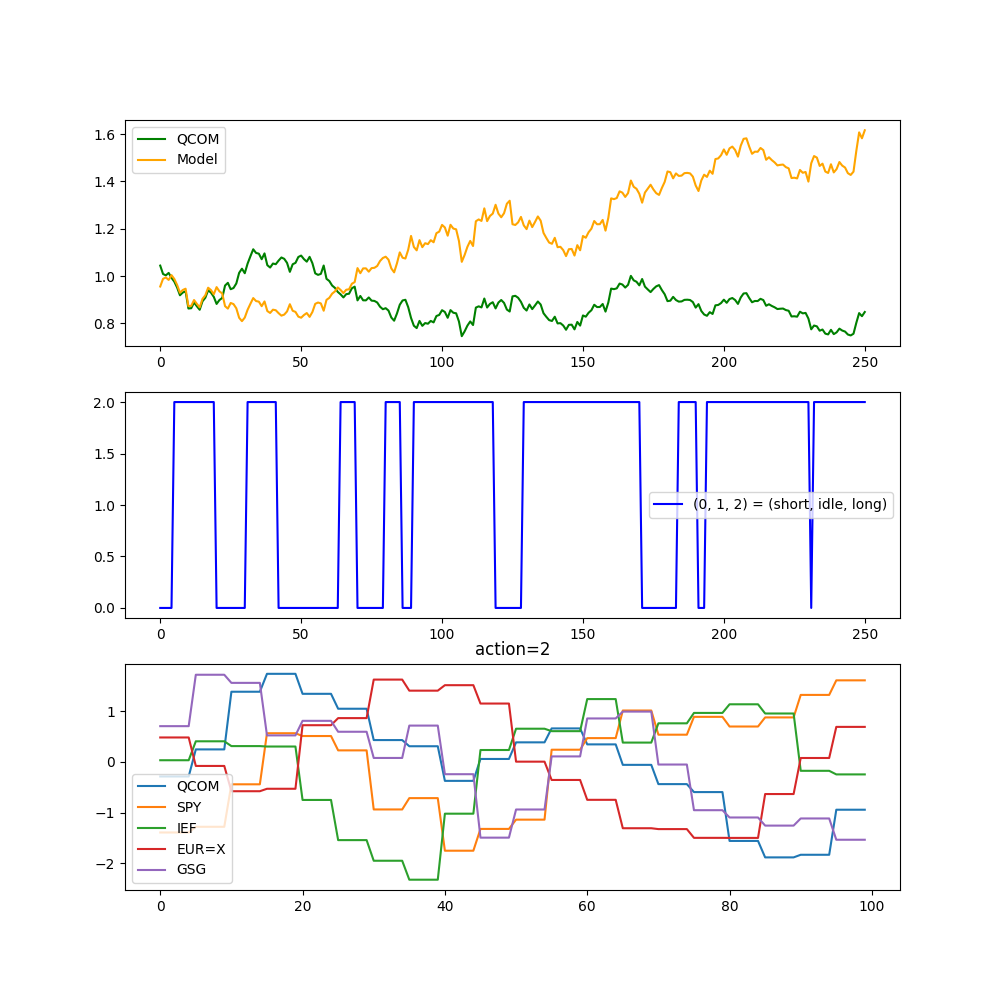 1.6
1.4
1.2
1.0
0.8
QCOM
Model
0 50 100 150 200 250
2.0
1.5
1.0
0.5
0.0
(0, 1, 2) = (short, idle, long)
0 50 100 150 200 250
action=2
1
0
−1
−2
QCOM
SPY
IEF
EUR=X
GSG
0 20 40 60 80 100